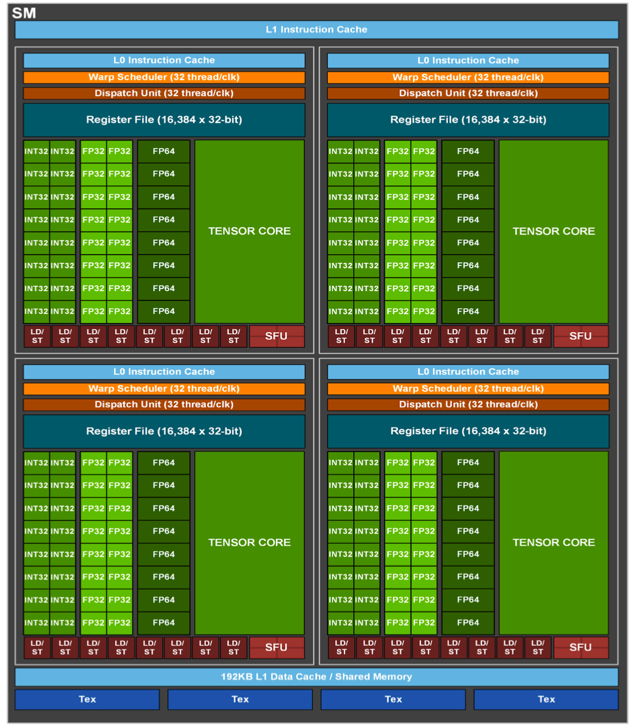 SM
L1 Instruction Cache
L0 Instruction Cache
Warp Scheduler (32 thread/clk)
Dispatch Unit (32 thread/clk)
Register File (16,384 x 32-bit)
INT32 INT32 FP32 FP32 FP64
INT32 INT32 FP32 FP32 FP64
INT32 INT32 FP32 FP32 FP64
INT32 INT32 FP32 FP32 FP64
INT32 INT32 FP32 FP32 FP64
INT32 INT32 FP32 FP32 FP64
INT32 INT32 FP32 FP32 FP64
INT32 INT32 FP32 FP32 FP64
TENSOR CORE
LD/ LD/ LD/ LD/ LD/ LD/ LD/ LD/
ST ST ST ST ST ST ST ST
SFU
L0 Instruction Cache
Warp Scheduler (32 thread/clk)
Dispatch Unit (32 thread/clk)
Register File (16,384 x 32-bit)
INT32 INT32 FP32 FP32 FP64
INT32 INT32 FP32 FP32 FP64
INT32 INT32 FP32 FP32 FP64
INT32 INT32 FP32 FP32 FP64
INT32 INT32 FP32 FP32 FP64
INT32 INT32 FP32 FP32 FP64
INT32 INT32 FP32 FP32 FP64
INT32 INT32 FP32 FP32 FP64
TENSOR CORE
LD/ LD/ LD/ LD/ LD/ LD/ LD/ LD/
ST ST ST ST ST ST ST ST
SFU
L0 Instruction Cache
Warp Scheduler (32 thread/clk)
Dispatch Unit (32 thread/clk)
Register File (16,384 x 32-bit)
INT32 INT32 FP32 FP32 FP64
INT32 INT32 FP32 FP32 FP64
INT32 INT32 FP32 FP32 FP64
INT32 INT32 FP32 FP32 FP64
INT32 INT32 FP32 FP32 FP64
INT32 INT32 FP32 FP32 FP64
INT32 INT32 FP32 FP32 FP64
INT32 INT32 FP32 FP32 FP64
TENSOR CORE
LD/ LD/ LD/ LD/ LD/ LD/ LD/ LD/
ST ST ST ST ST ST ST ST
SFU
L0 Instruction Cache
Warp Scheduler (32 thread/clk)
Dispatch Unit (32 thread/clk)
Register File (16,384 x 32-bit)
INT32 INT32 FP32 FP32 FP64
INT32 INT32 FP32 FP32 FP64
INT32 INT32 FP32 FP32 FP64
INT32 INT32 FP32 FP32 FP64
INT32 INT32 FP32 FP32 FP64
INT32 INT32 FP32 FP32 FP64
INT32 INT32 FP32 FP32 FP64
INT32 INT32 FP32 FP32 FP64
TENSOR CORE
LD/ LD/ LD/ LD/ LD/ LD/ LD/ LD/
ST ST ST ST ST ST ST ST
SFU
192KB L1 Data Cache / Shared Memory
Tex Tex Tex Tex